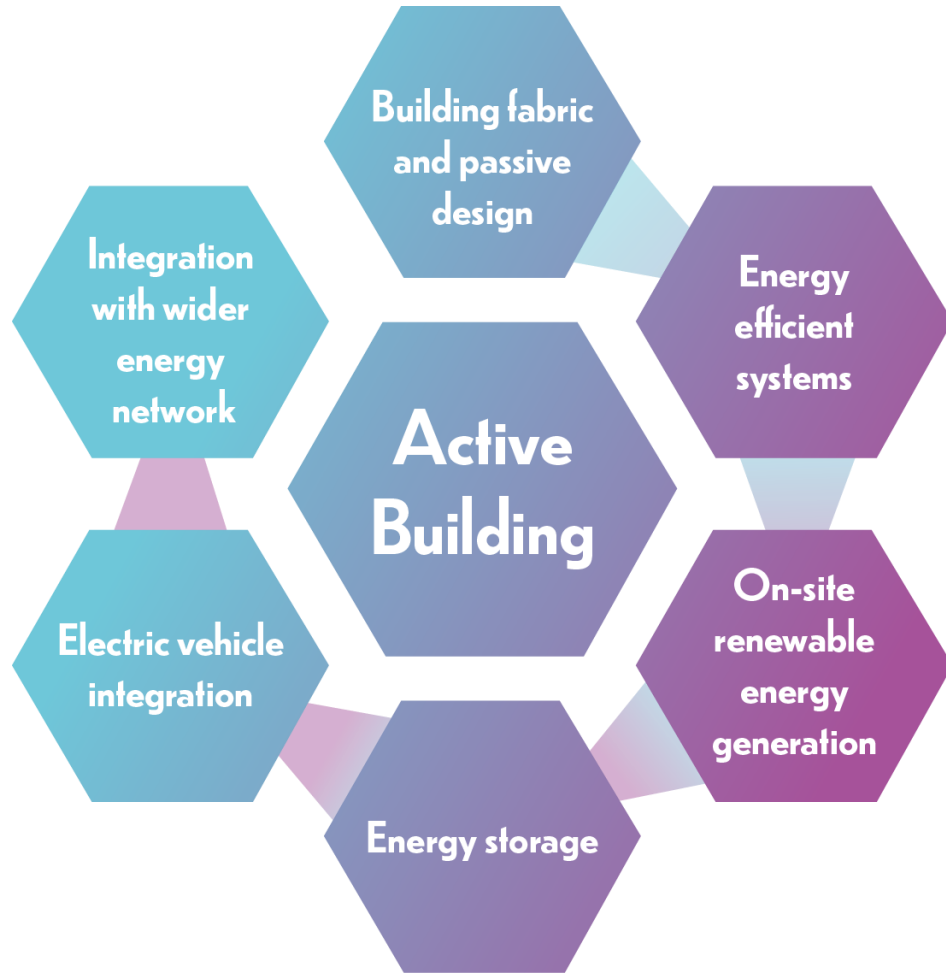 Building fabric
and passive
design
Energy
efficient
systems
On-site
renewable
energy
generation
Energy storage
Electric vehicle
integration
Integration
with wider
energy
network
Active
Building